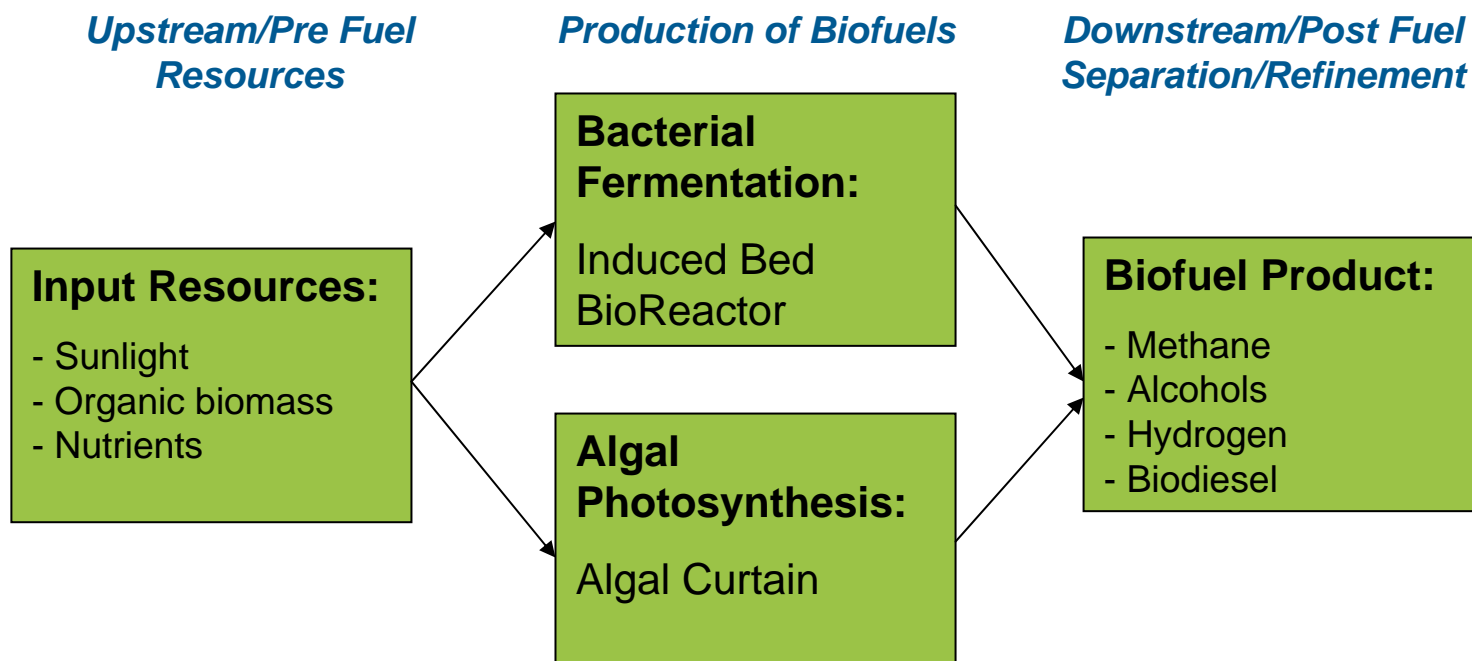 Upstream/Pre Fuel
Resources
Production of Biofuels
Downstream/Post Fuel
Separation/Refinement
Input Resources:
- Sunlight
- Organic biomass
- Nutrients
Bacterial
Fermentation:
Induced Bed
BioReactor
Algal
Photosynthesis:
Algal Curtain
Biofuel Product:
- Methane
- Alcohols
- Hydrogen
- Biodiesel